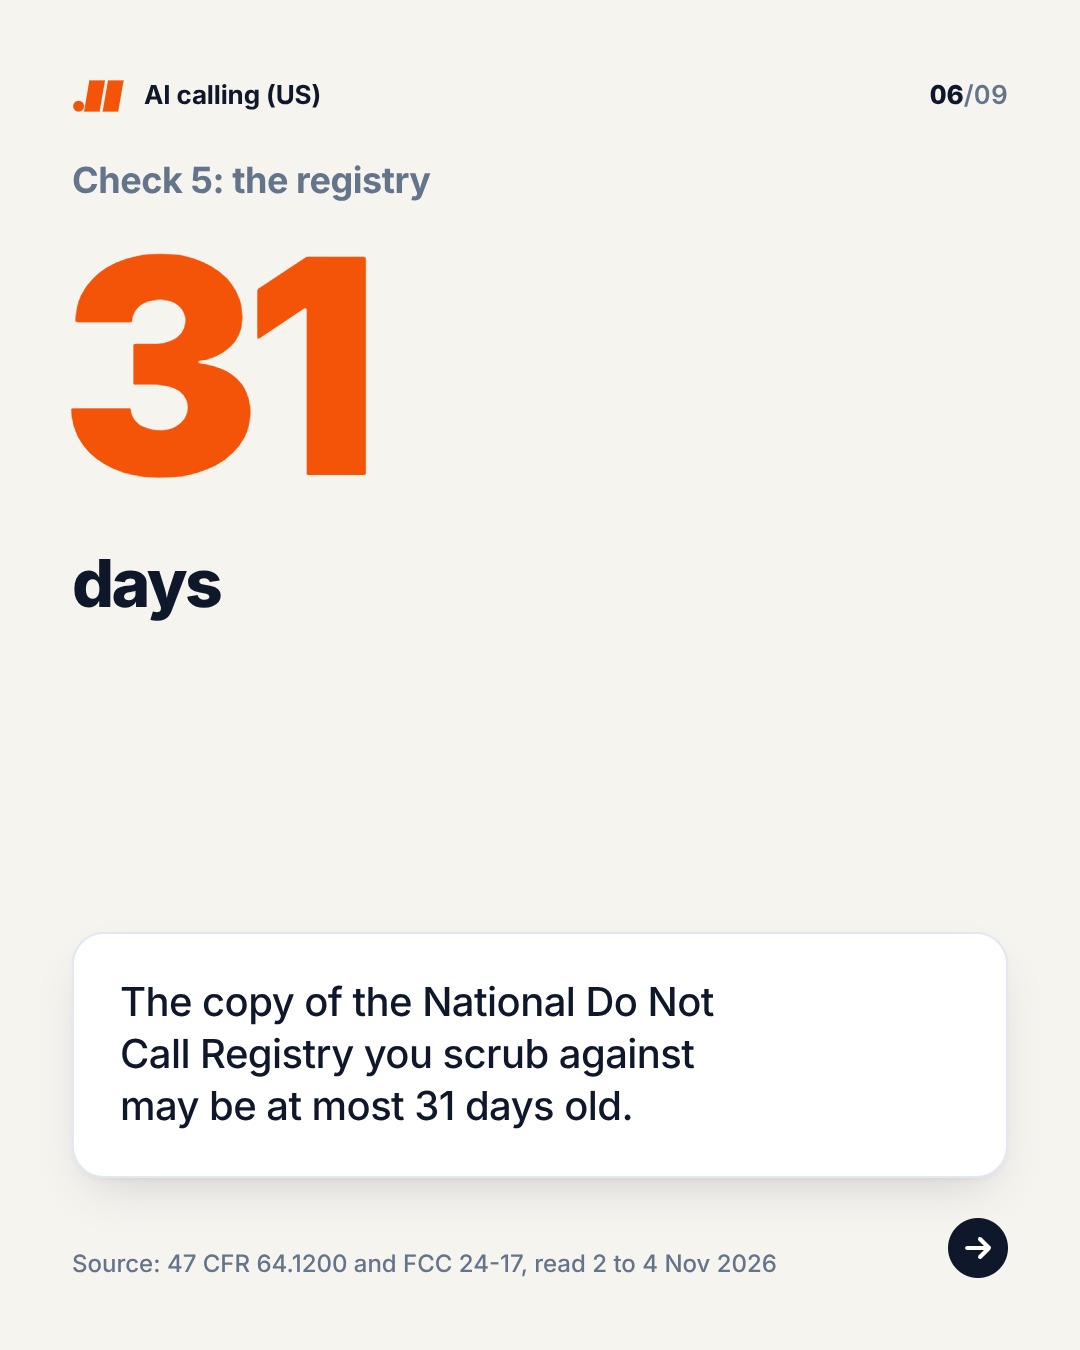 AI calling (US)
06/09
Check 5: the registry
31
days
The copy of the National Do Not
Call Registry you scrub against
may be at most 31 days old.
Source: 47 CFR 64.1200 and FCC 24-17, read 2 to 4 Nov 2026